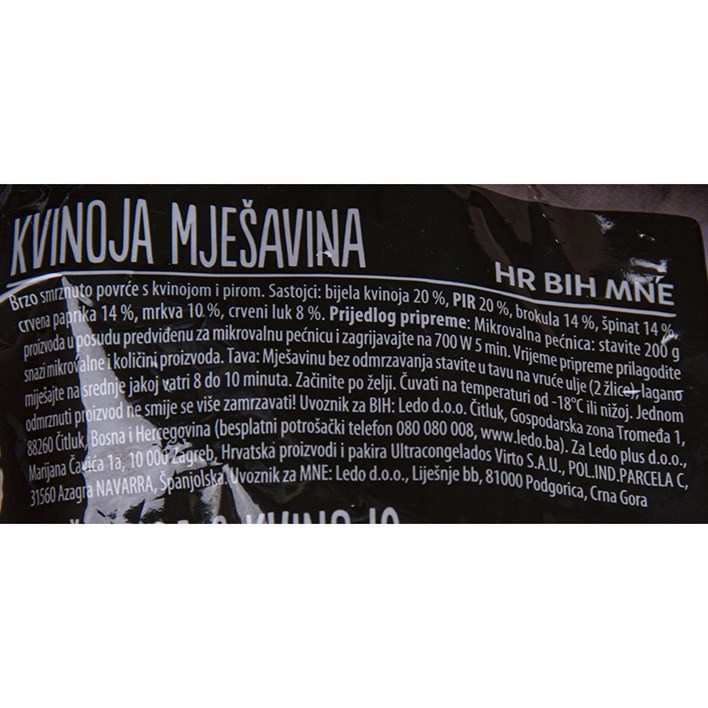 KVINOJA MJEŠAVINA
HR BIH MNE
Brzo smrznuto povrće s kvinojom i pirom. Sastojci: bijela kvinoja 20 %, PIR 20 %, brokula 14 %, špinat 14 %,
crvena paprika 14 %, mrkva 10 %, crveni luk 8 %. Prijedlog pripreme: Mikrovalna pećnica: stavite 200 g
proizvoda u posudu predviđenu za mikrovalnu pećnicu i zagrijavajte na 700 W 5 min. Vrijeme pripreme prilagodite
snazi mikrovalne i količini proizvoda. Tava: Mješavinu bez odmrzavanja stavite u tavu na vruće ulje (2 žlice), lagano
miješajte na srednje jakoj vatri 8 do 10 minuta. Začinite po želji. Čuvati na temperaturi od -18°C ili nižoj. Jednom
odmrznuti proizvod ne smije se više zamrzavati! Uvoznik za BIH: Ledo d.o.o. Čitluk, Gospodarska zona Tromeđa 1,
88260 Čitluk, Bosna i Hercegovina (besplatni potrošački telefon 080 080 008, www.ledo.ba). Za Ledo plus d.o.o.,
Marijana Čavića 1a, 10 000 Zagreb, Hrvatska proizvodi i pakira Ultracongelados Virto S.A.U., POL.IND.PARCELA C,
31560 Azagra NAVARRA, Španjolska. Uvoznik za MNE: Ledo d.o.o., Liješnje bb, 81000 Podgorica, Crna Gora